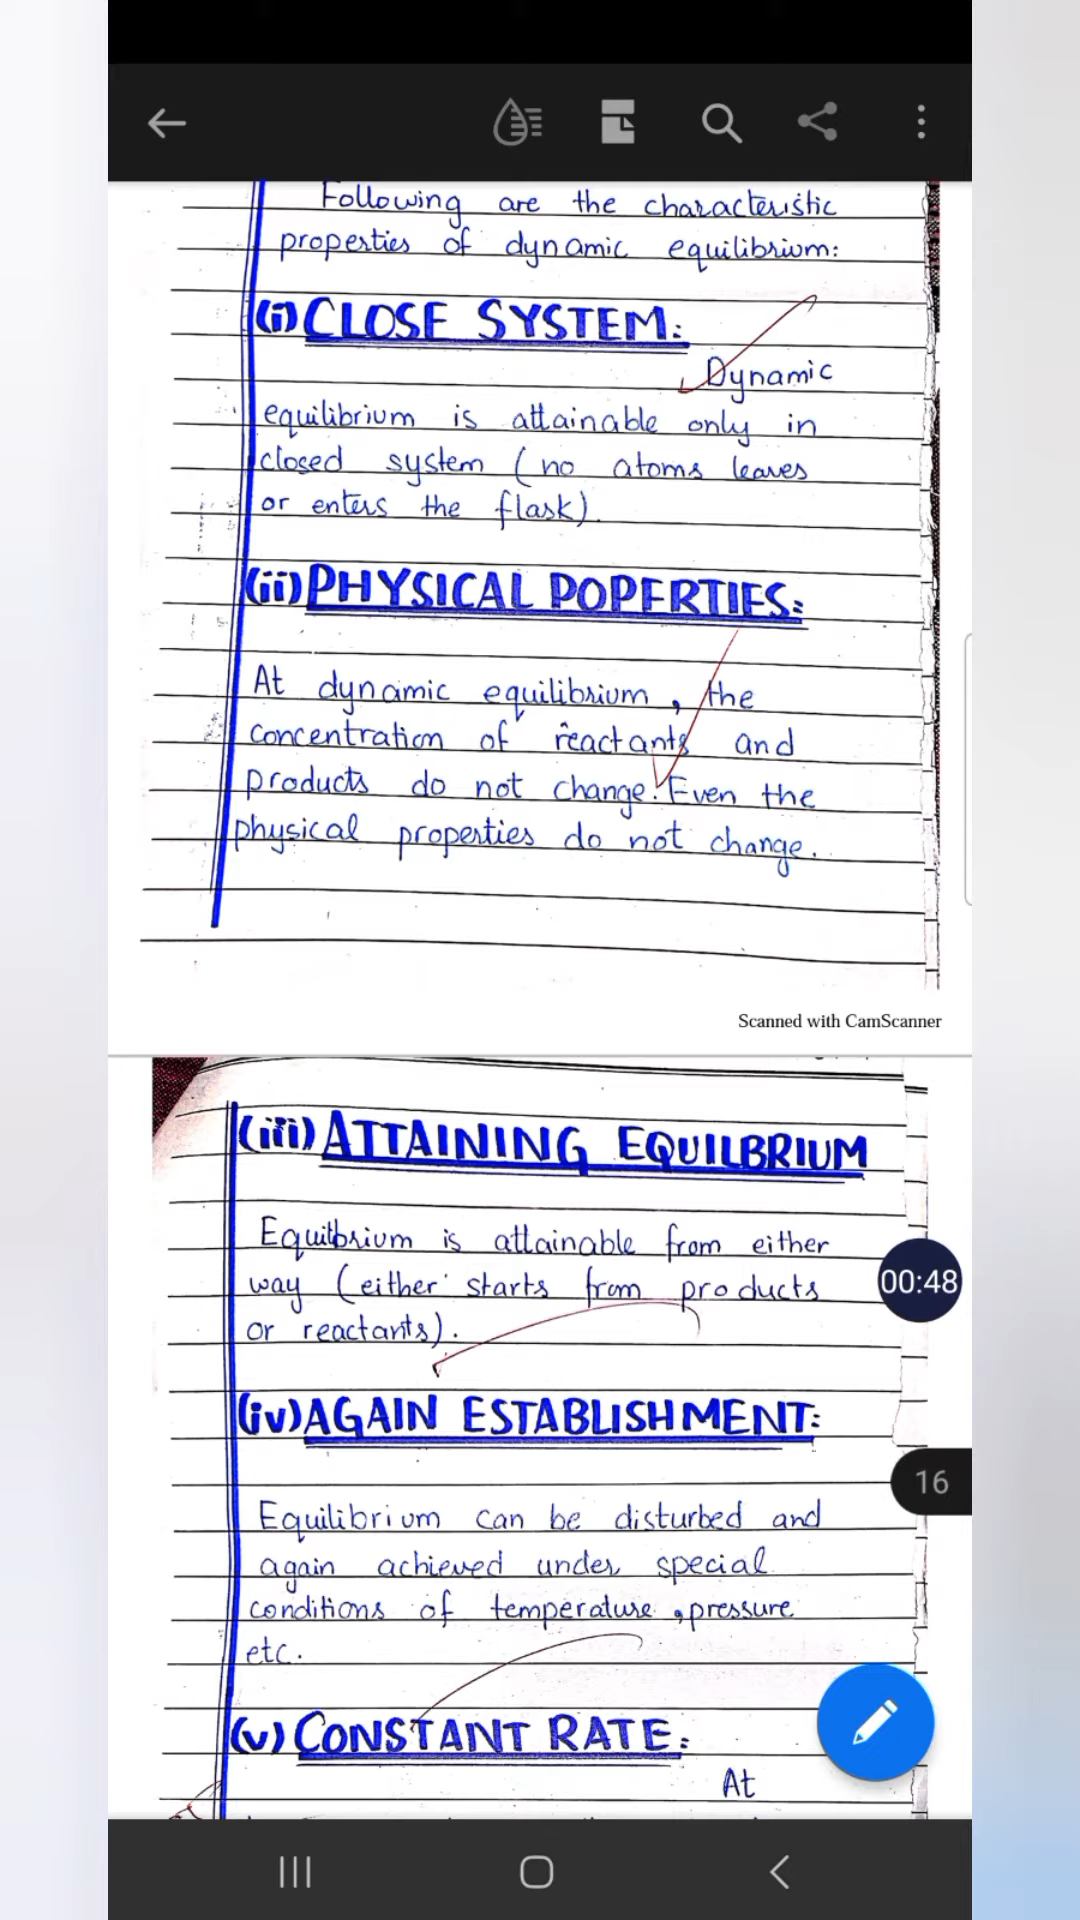 Following are the characteristic
properties of dynamic equilibrium:
(i) CLOSE SYSTEM:
Dynamic
equilibrium is attainable only in
closed system (no atoms leaves
or enters the flask).
(ii) PHYSICAL POPERTIES:
At dynamic equilibrium, the
concentration of reactants and
products do not change. Even the
physical properties do not change.
Scanned with CamScanner
(iii) ATTAINING EQUILBRIUM
Equilbrium is attainable from either
way (either starts from products
or reactants).
00:48
(iv) AGAIN ESTABLISHMENT:
16
Equilibrium can be disturbed and
again achieved under special
conditions of temperature, pressure
etc.
(v) CONSTANT RATE:
At